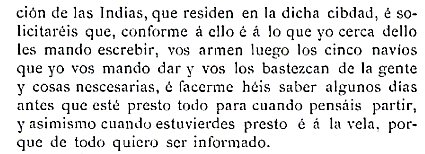 ción de las Indias, que residen en la dicha cibdad, é so-
licitaréis que, conforme á ello é á lo que yo cerca dello
les mando escrebir, vos armen luego los cinco navíos
que yo vos mando dar y vos los bastezcan de la gente
y cosas nescesarias, é facerme héis saber algunos días
antes que esté presto todo para cuando pensáis partir,
y asimismo cuando estuvierdes presto é á la vela, por-
que de todo quiero ser informado.